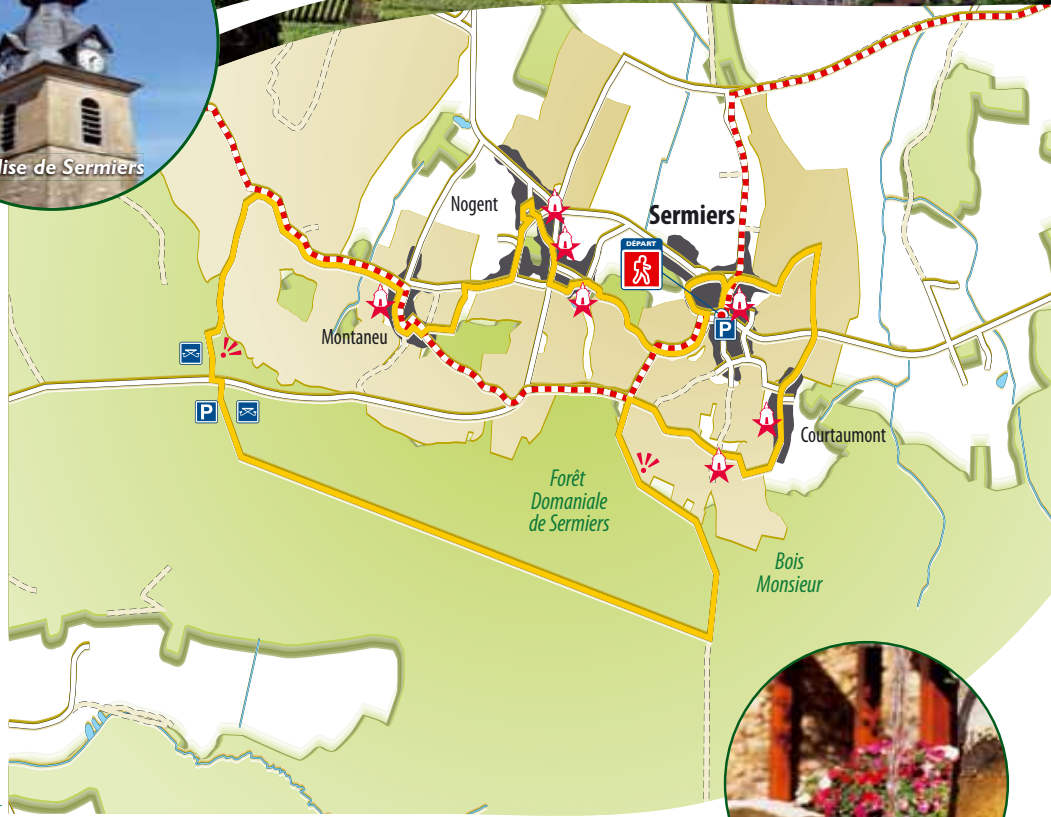 lise de Sermiers
Nogent
Sermiers
DÉPART
P
Montaneu
P
Courtaumont
Forêt
Domaniale
de Sermiers
Bois
Monsieur